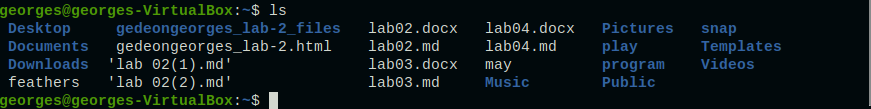 georges@georges-VirtualBox:~$ ls
Desktop gedeongeorges_lab-2_files lab02.docx lab04.docx Pictures snap
Documents gedeongeorges_lab-2.html lab02.md lab04.md play Templates
Downloads 'lab 02(1).md' lab03.docx may program Videos
feathers 'lab 02(2).md' lab03.md Music Public
georges@georges-VirtualBox:~$